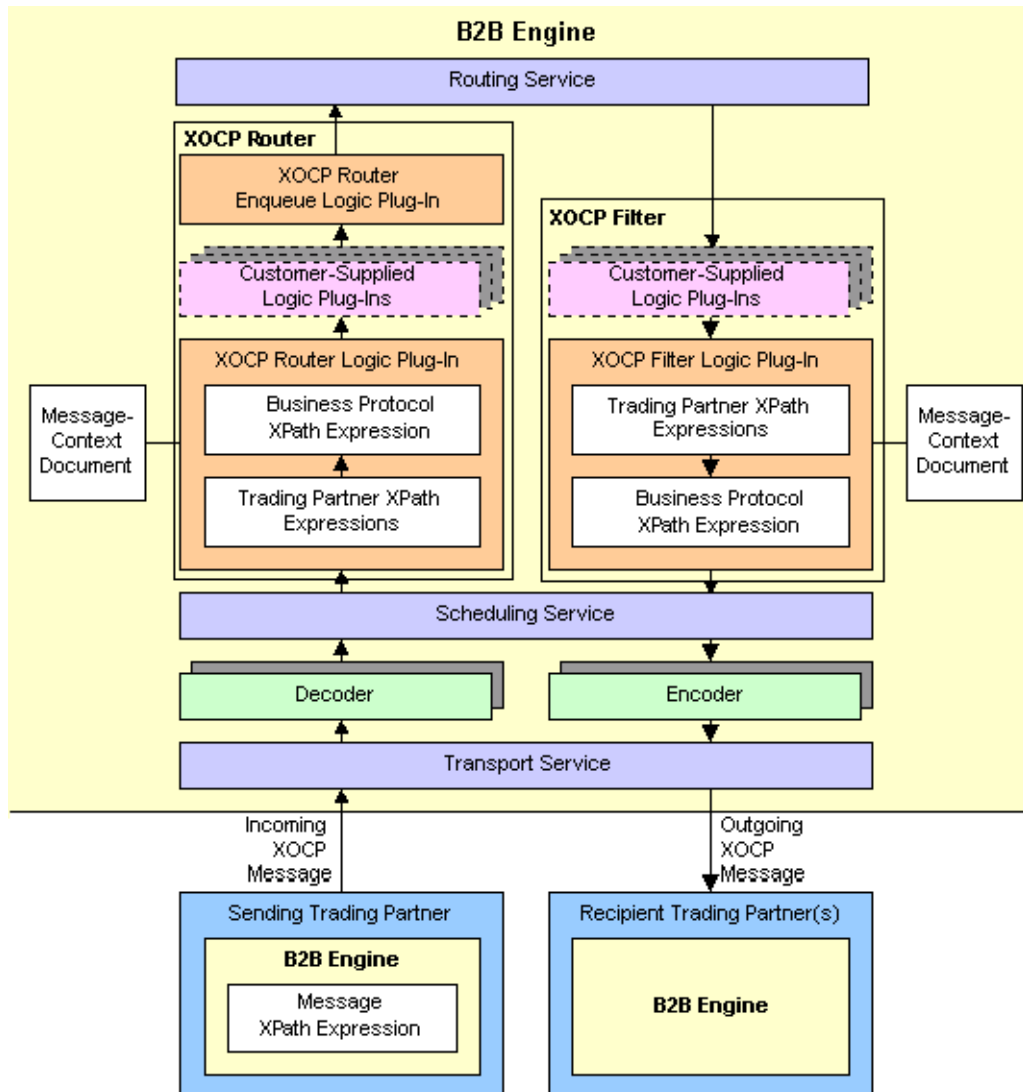 B2B Engine
Routing Service
XOCP Router
XOCP Router
Enqueue Logic Plug-In
Customer-Supplied
Logic Plug-Ins
XOCP Router Logic Plug-In
Business Protocol
XPath Expression
Trading Partner XPath
Expressions
Message-
Context
Document
XOCP Filter
Customer-Supplied
Logic Plug-Ins
XOCP Filter Logic Plug-In
Trading Partner XPath
Expressions
Business Protocol
XPath Expression
Message-
Context
Document
Scheduling Service
Decoder
Encoder
Transport Service
Incoming
XOCP
Message
Outgoing
XOCP
Message
Sending Trading Partner
B2B Engine
Message
XPath Expression
Recipient Trading Partner(s)
B2B Engine